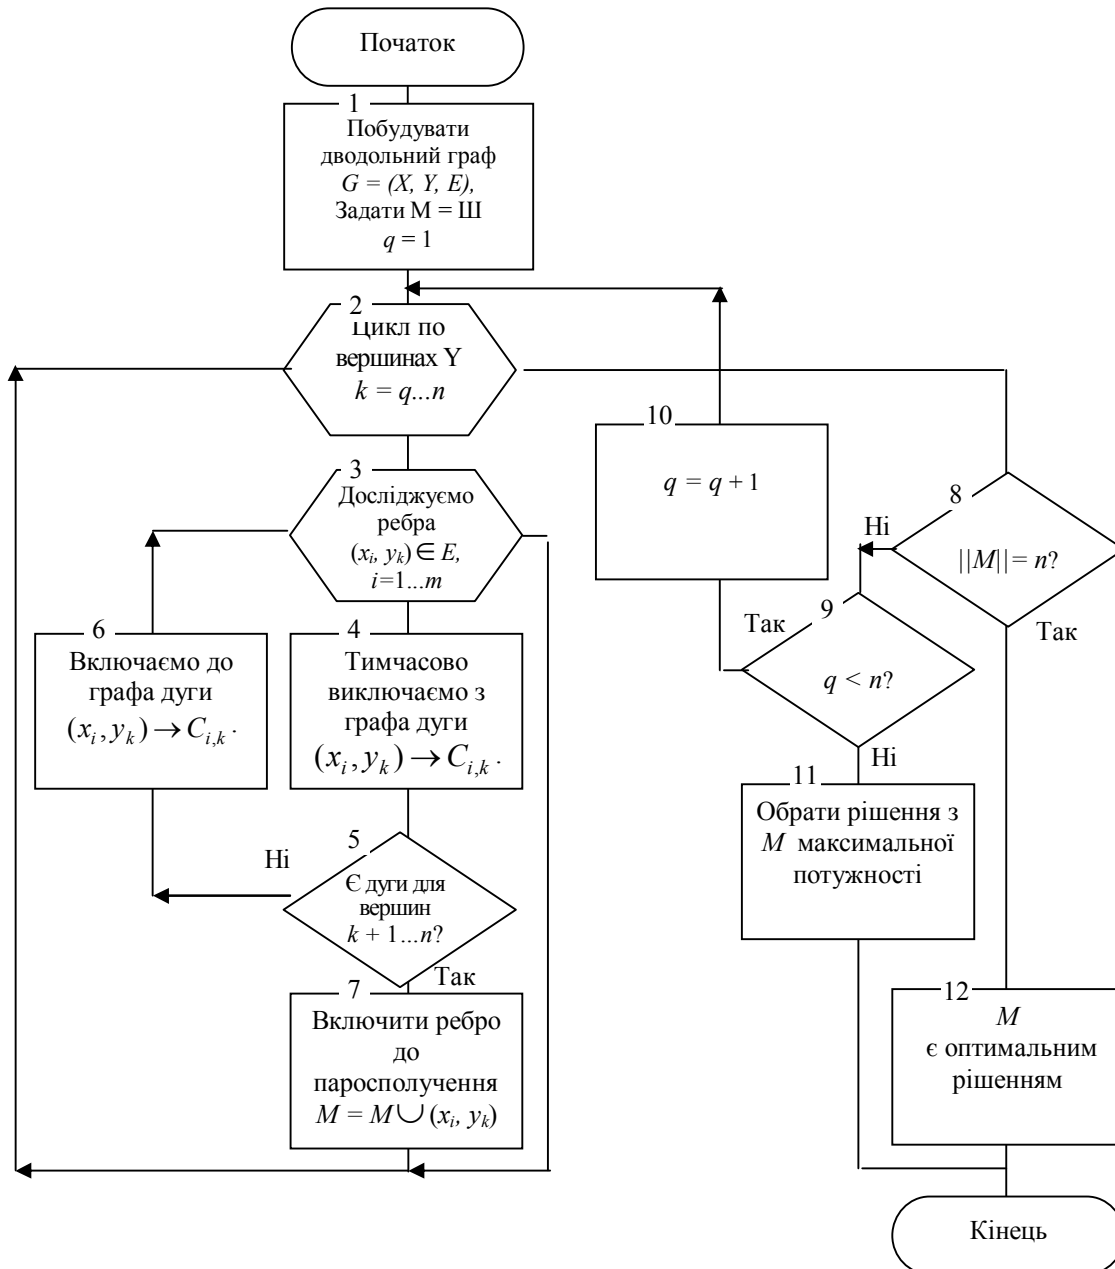 Початок
1
Побудувати
дводольний граф
G = (X, Y, E),
Задати М = Ш
q = 1
2
Цикл по
вершинах Y
k = q...n
3
Досліджуємо
ребра
(xᵢ, yₖ) ∈ E,
i=1...m
4
Тимчасово
виключаємо з
графа дуги
(xᵢ, yₖ) → Cᵢ,ₖ .
6
Включаємо до
графа дуги
(xᵢ, yₖ) → Cᵢ,ₖ .
5
Ні
Є дуги для
вершин
k + 1...n?
Так
7
Включити ребро
до
паросполучення
M = M ∪ (xᵢ, yₖ)
10
q = q + 1
8
Ні
||M|| = n?
Так
9
Так
q < n?
Ні
11
Обрати рішення з
M максимальної
потужності
12
M
є оптимальним
рішенням
Кінець